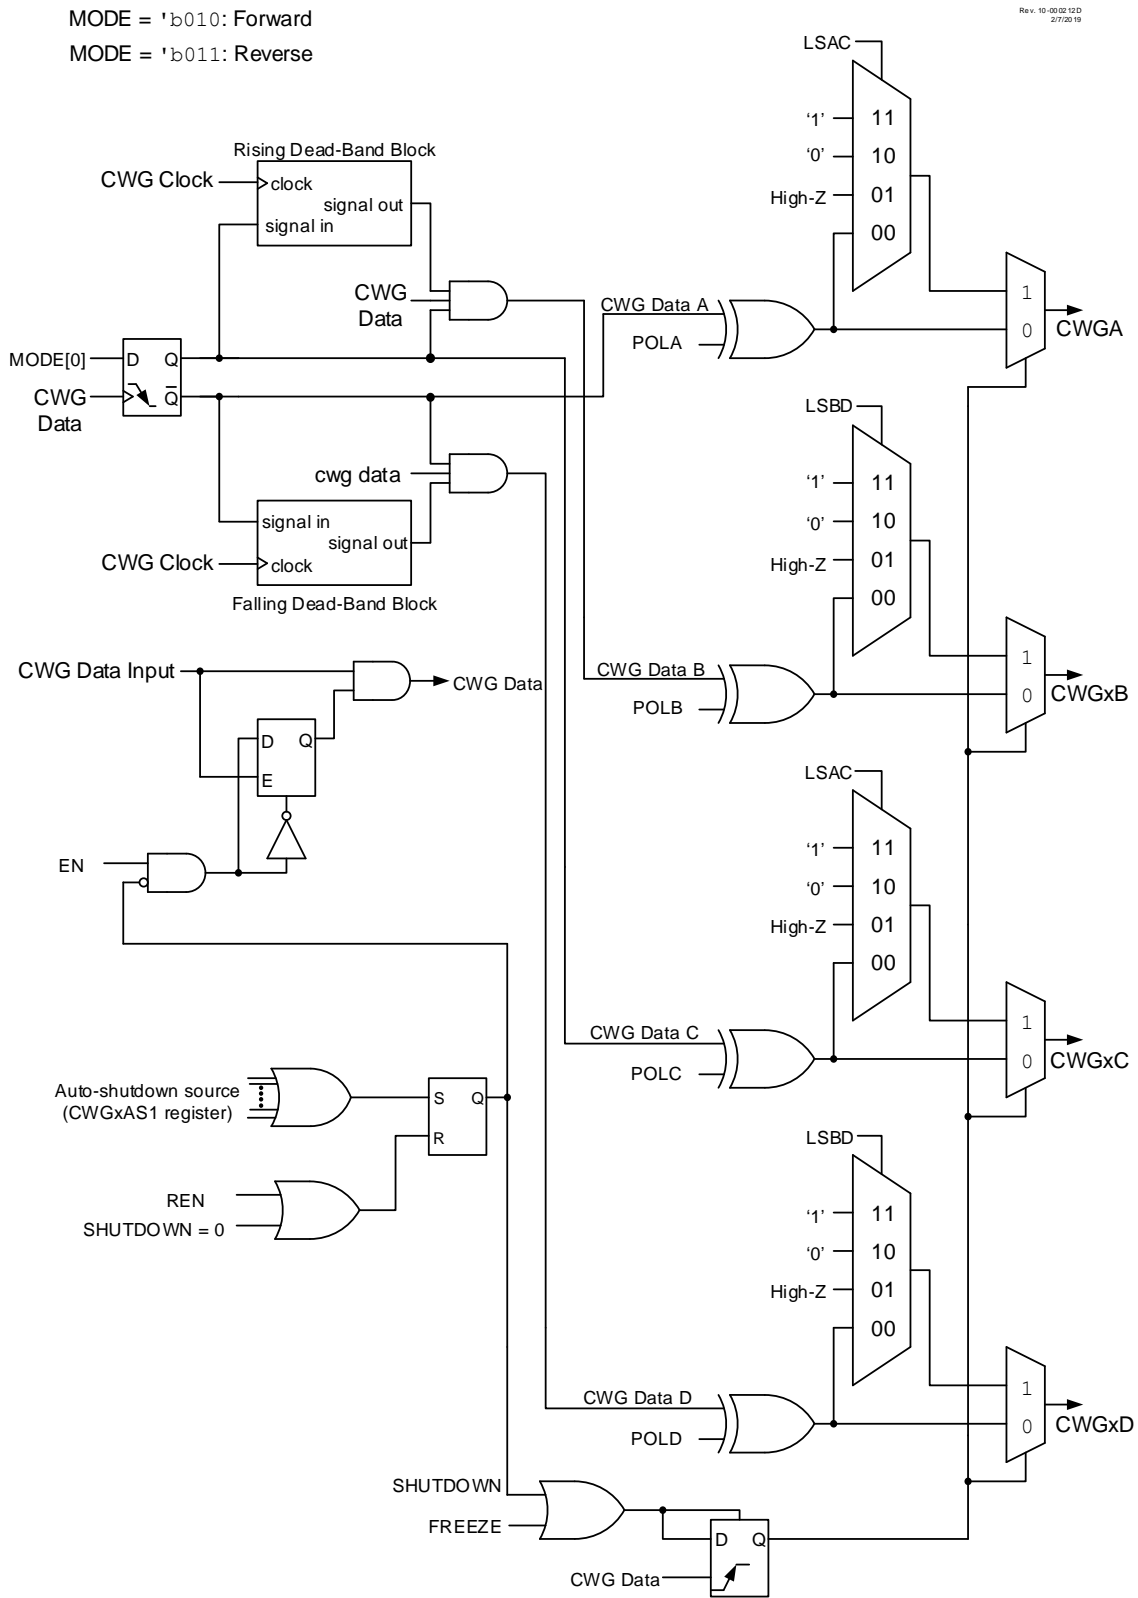 MODE = 'b010: Forward
MODE = 'b011: Reverse
Rev. 10-000212D
2/7/2019
Rising Dead-Band Block
CWG Clock
clock
signal out
signal in
CWG
Data
MODE[0]
D
Q
CWG
Data
Q
cwg data
signal in
signal out
CWG Clock
clock
Falling Dead-Band Block
CWG Data Input
CWG Data
D
Q
E
EN
Auto-shutdown source
(CWGxAS1 register)
S
Q
R
REN
SHUTDOWN = 0
SHUTDOWN
FREEZE
D
Q
CWG Data
LSAC
'1'
11
'0'
10
High-Z
01
00
CWG Data A
POLA
1
0
CWGA
LSBD
'1'
11
'0'
10
High-Z
01
00
CWG Data B
POLB
1
0
CWGxB
LSAC
'1'
11
'0'
10
High-Z
01
00
CWG Data C
POLC
1
0
CWGxC
LSBD
'1'
11
'0'
10
High-Z
01
00
CWG Data D
POLD
1
0
CWGxD